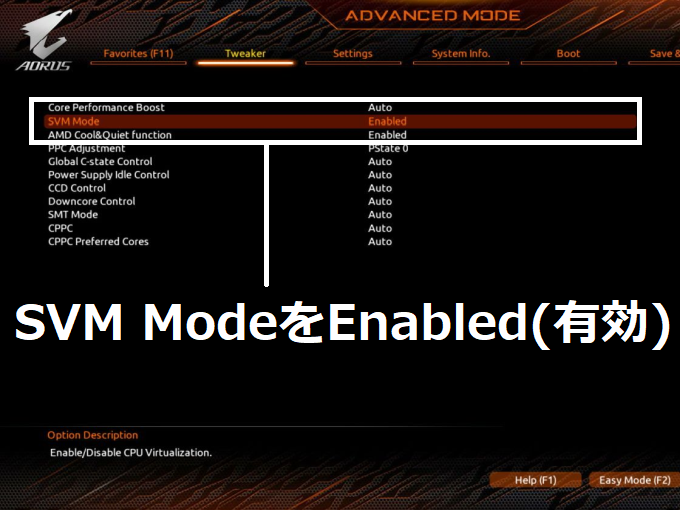 ADVANCED MODE
AORUS
Favorites (F11) Tweaker Settings System Info. Boot Save &
Core Performance Boost Auto
SVM Mode Enabled
AMD Cool&Quiet function Enabled
PPC Adjustment PState 0
Global C-state Control Auto
Power Supply Idle Control Auto
CCD Control Auto
Downcore Control Auto
SMT Mode Auto
CPPC Auto
CPPC Preferred Cores Auto
SVM ModeをEnabled(有効)
Option Description
Enable/Disable CPU Virtualization.
Help (F1) Easy Mode (F2)